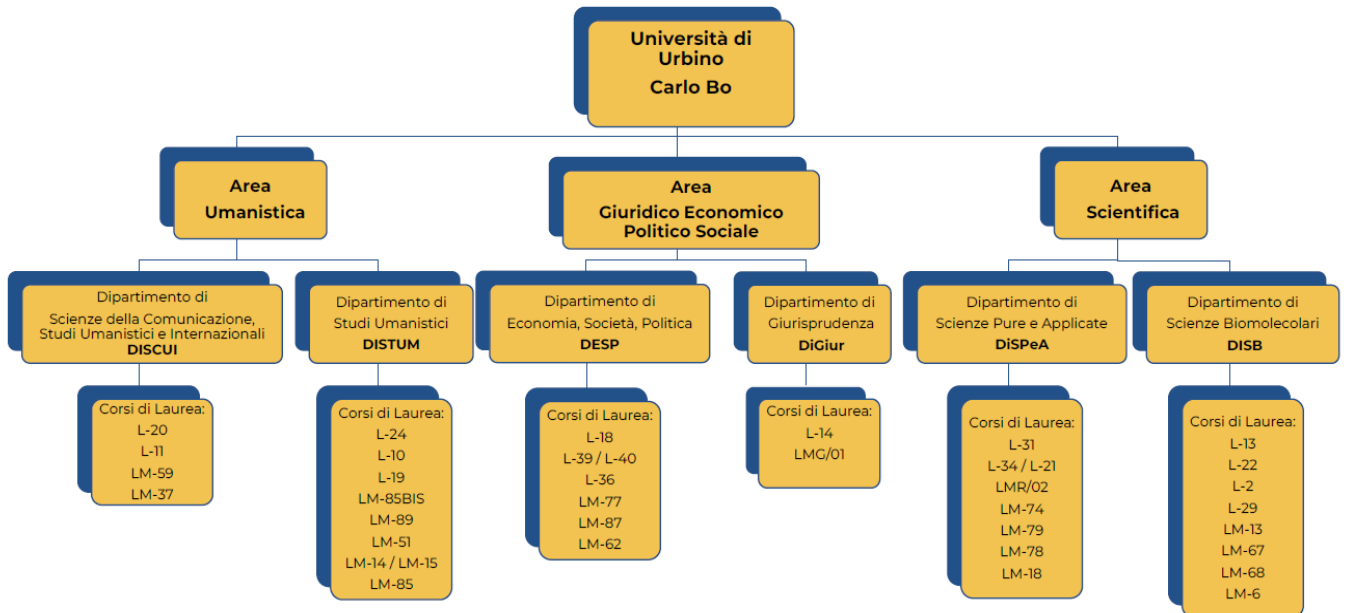 Università di
Urbino
Carlo Bo
Area
Umanistica
Area
Giuridico Economico
Politico Sociale
Area
Scientifica
Dipartimento di
Scienze della Comunicazione,
Studi Umanistici e Internazionali
DISCUI
Dipartimento di
Studi Umanistici
DISTUM
Dipartimento di
Economia, Società, Politica
DESP
Dipartimento di
Giurisprudenza
DiGiur
Dipartimento di
Scienze Pure e Applicate
DiSPeA
Dipartimento di
Scienze Biomolecolari
DISB
Corsi di Laurea:
L-20
L-11
LM-59
LM-37
Corsi di Laurea:
L-24
L-10
L-19
LM-85BIS
LM-89
LM-51
LM-14 / LM-15
LM-85
Corsi di Laurea:
L-18
L-39 / L-40
L-36
LM-77
LM-87
LM-62
Corsi di Laurea:
L-14
LMG/01
Corsi di Laurea:
L-31
L-34 / L-21
LMR/02
LM-74
LM-79
LM-78
LM-18
Corsi di Laurea:
L-13
L-22
L-2
L-29
LM-13
LM-67
LM-68
LM-6